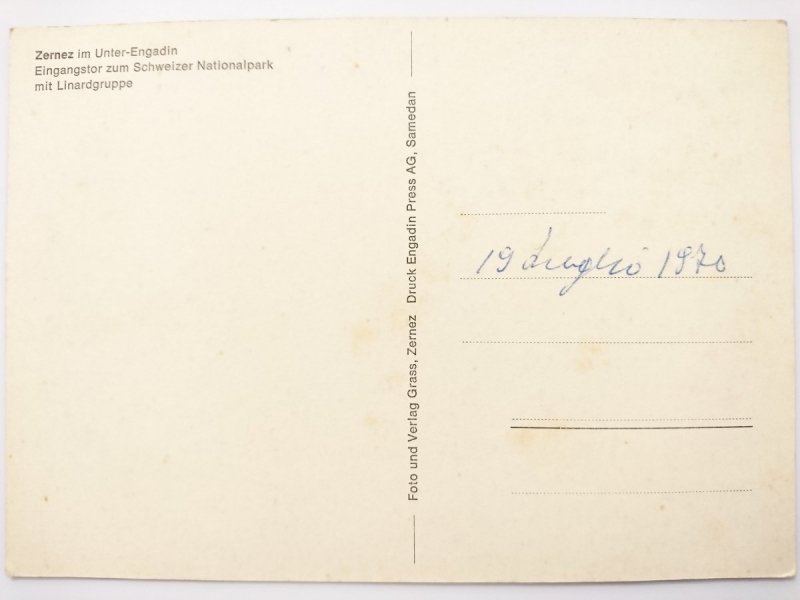 Zernez im Unter-Engadin
Eingangstor zum Schweizer Nationalpark
mit Linardgruppe
Foto und Verlag Grass, Zernez Druck Engadin Press AG, Samedan
19 Luglio 1970